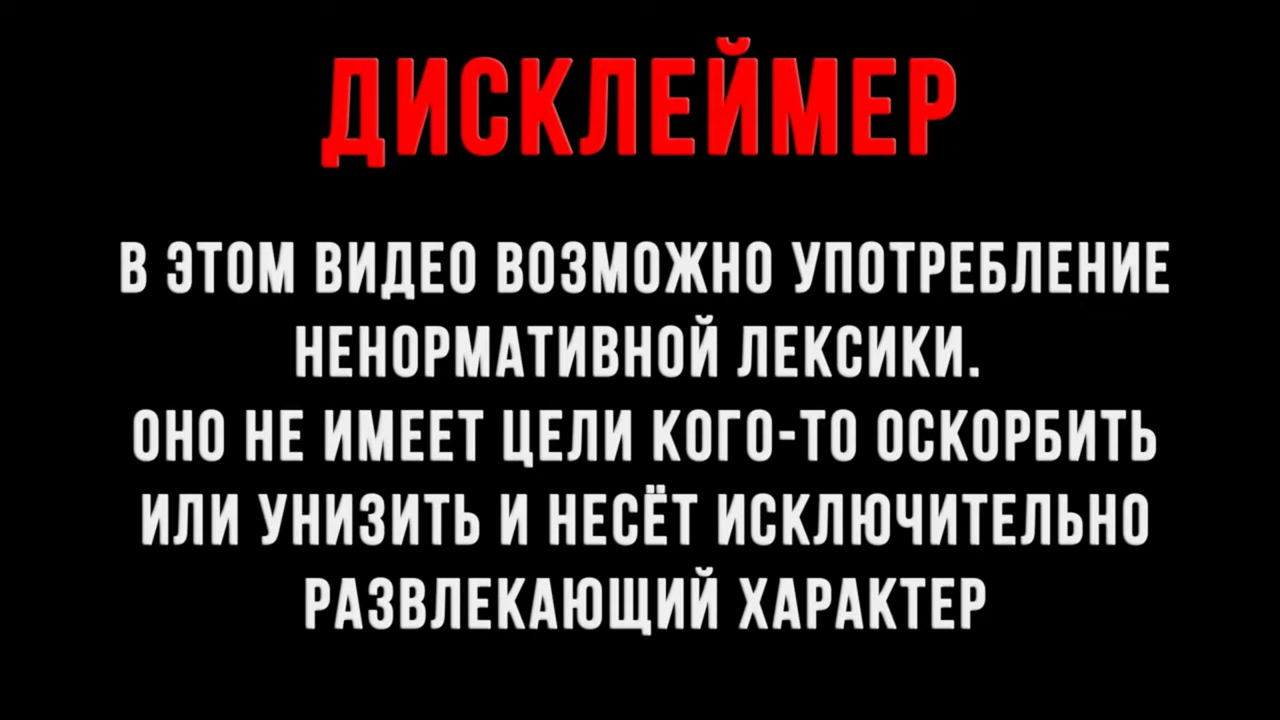 ДИСКЛЕЙМЕР
В ЭТОМ ВИДЕО ВОЗМОЖНО УПОТРЕБЛЕНИЕ
НЕНОРМАТИВНОЙ ЛЕКСИКИ.
ОНО НЕ ИМЕЕТ ЦЕЛИ КОГО-ТО ОСКОРБИТЬ
ИЛИ УНИЗИТЬ И НЕСЁТ ИСКЛЮЧИТЕЛЬНО
РАЗВЛЕКАЮЩИЙ ХАРАКТЕР